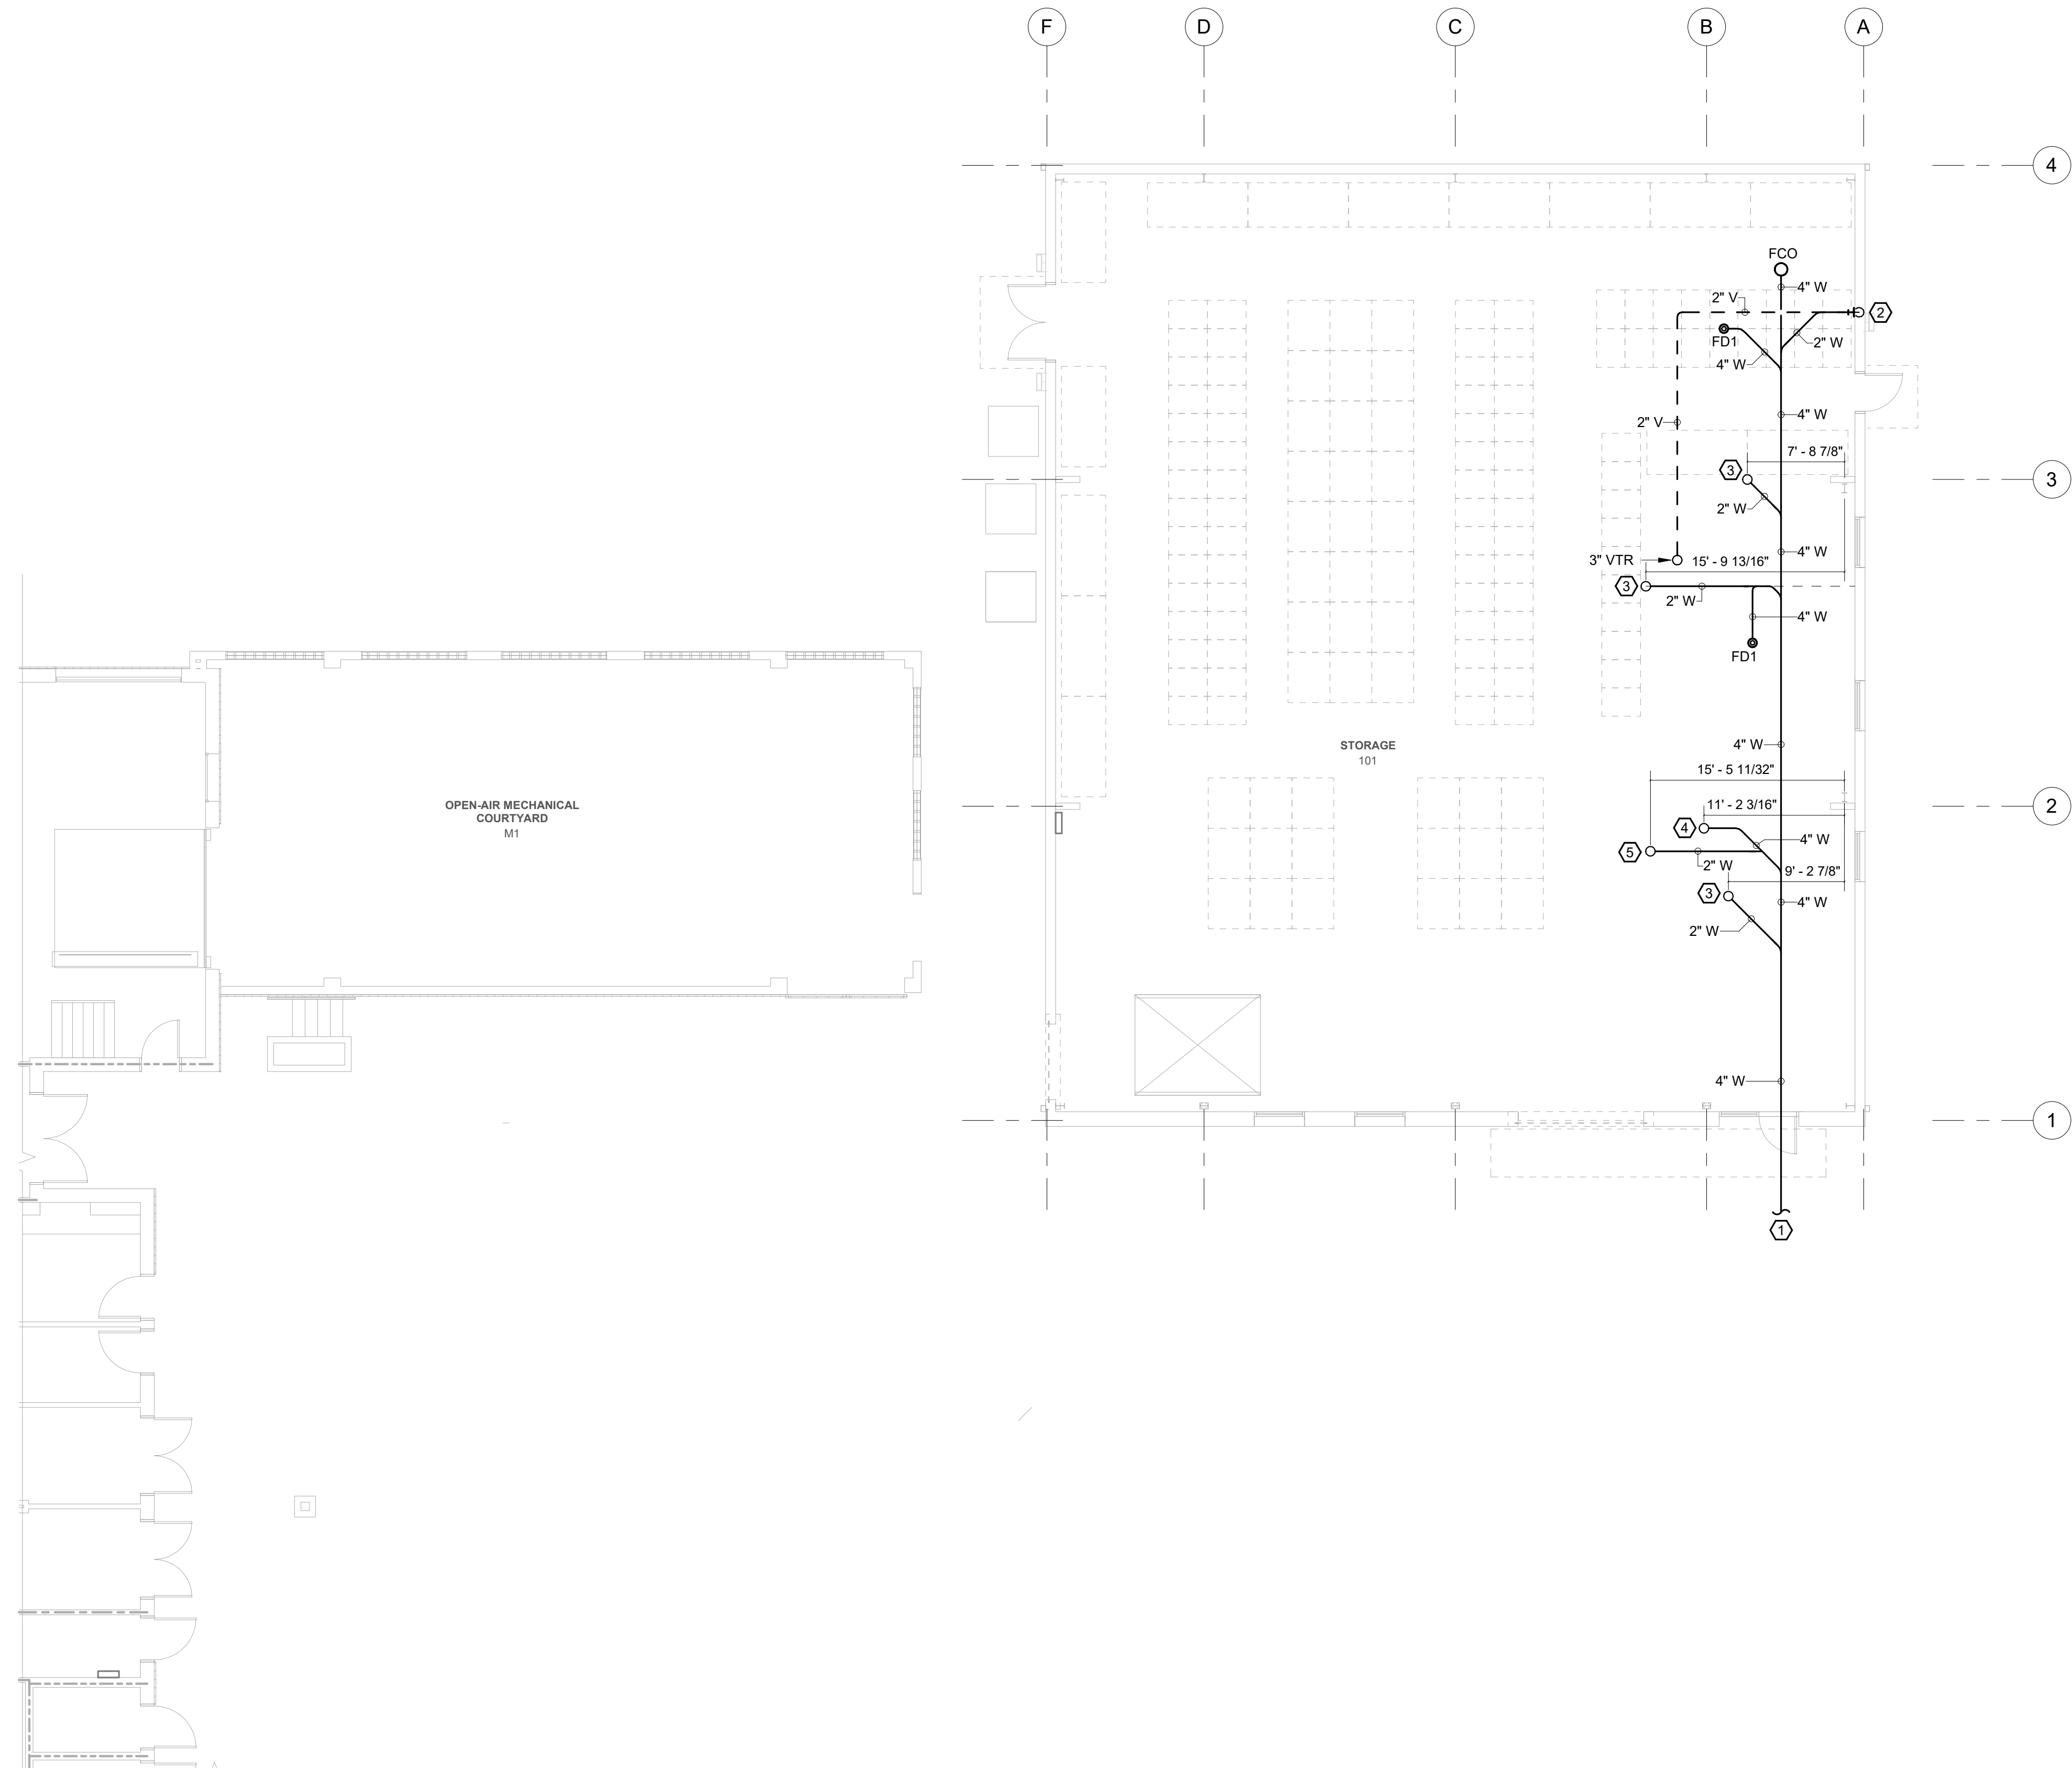 F
D
C
B
A
4
FCO
4" W
2" V
2
FD1
2" W
4" W
4" W
2" V
7' - 8 7/8"
3
3
2" W
4" W
3" VTR
15' - 9 13/16"
3
2" W
4" W
FD1
STORAGE
101
4" W
15' - 5 11/32"
OPEN-AIR MECHANICAL
COURTYARD
M1
11' - 2 3/16"
2
4
4" W
5
2" W
9' - 2 7/8"
3
4" W
2" W
4" W
1
1